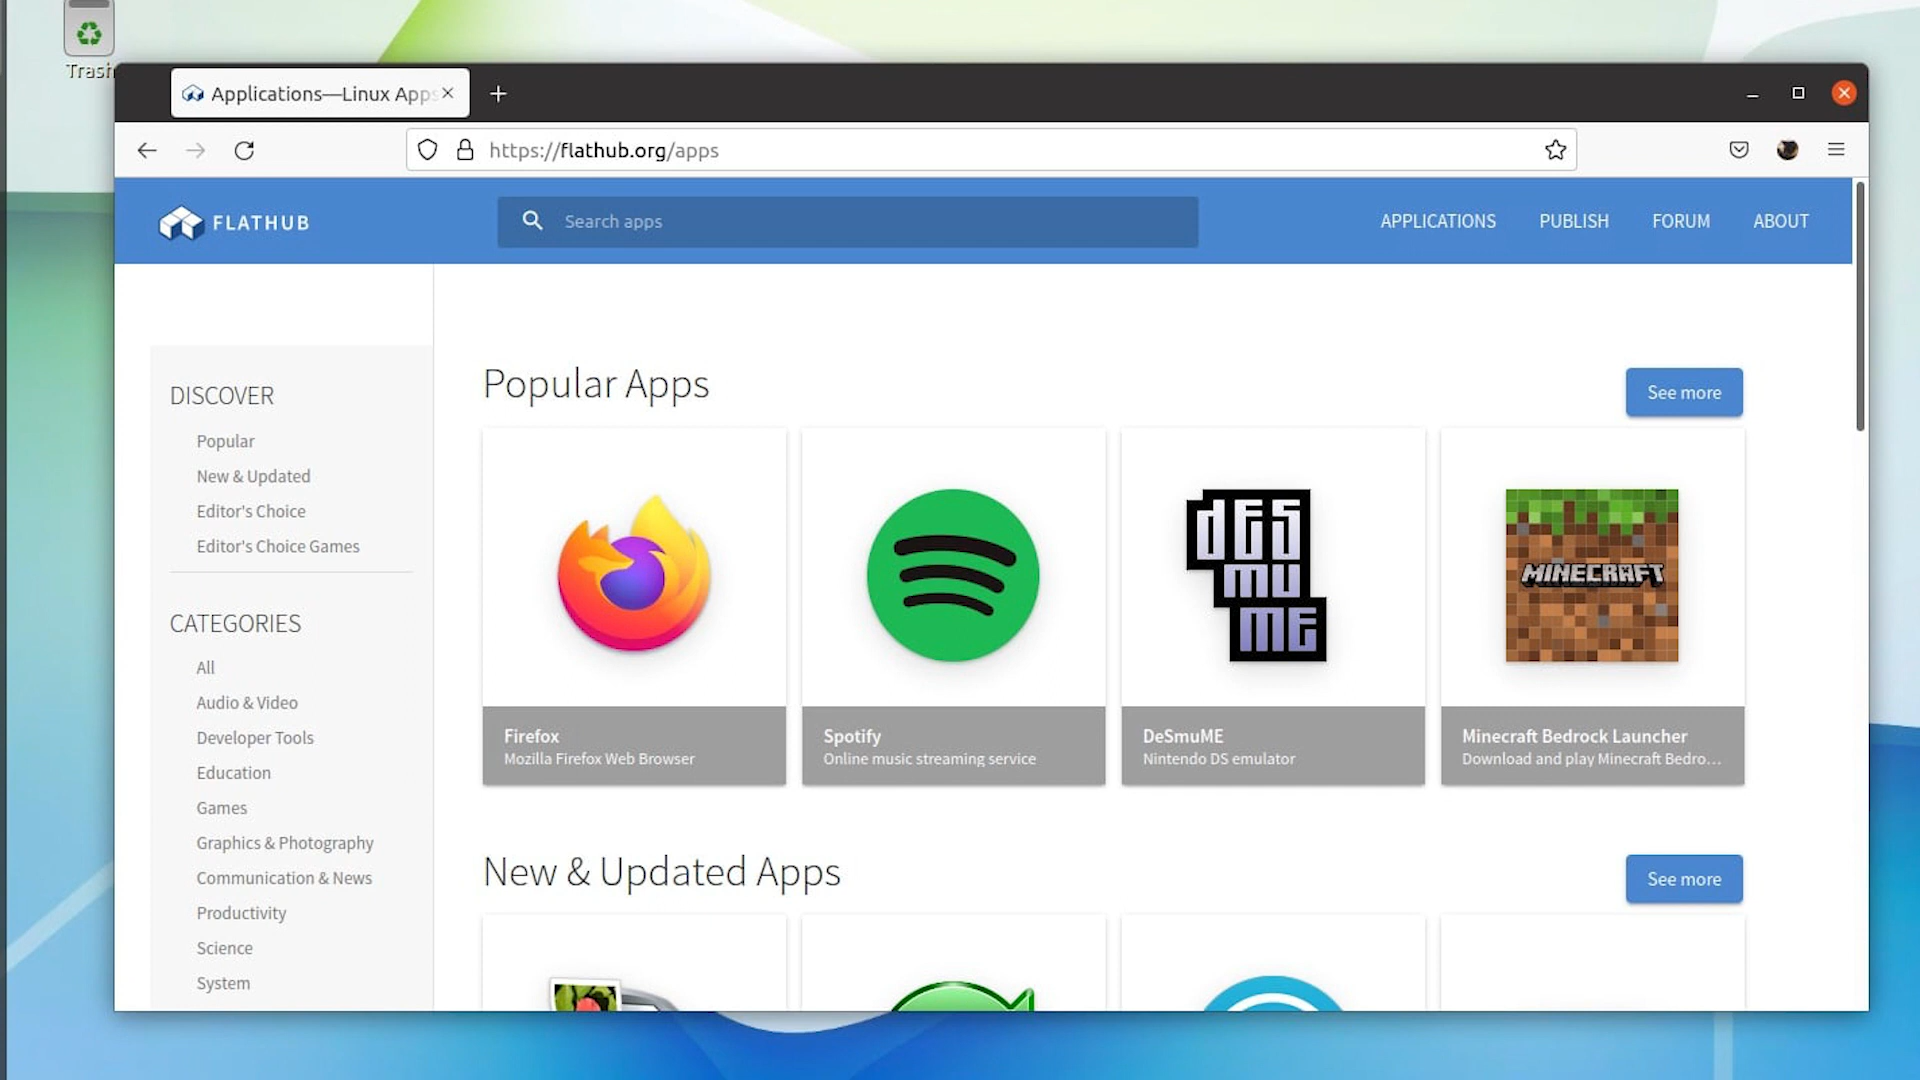 Trash
Applications—Linux Apps
https://flathub.org/apps
FLATHUB
Search apps
APPLICATIONS
PUBLISH
FORUM
ABOUT
DISCOVER
Popular
New & Updated
Editor's Choice
Editor's Choice Games
CATEGORIES
All
Audio & Video
Developer Tools
Education
Games
Graphics & Photography
Communication & News
Productivity
Science
System
Popular Apps
See more
DeSmuME
MINECRAFT
Firefox
Mozilla Firefox Web Browser
Spotify
Online music streaming service
DeSmuME
Nintendo DS emulator
Minecraft Bedrock Launcher
Download and play Minecraft Bedro...
New & Updated Apps
See more